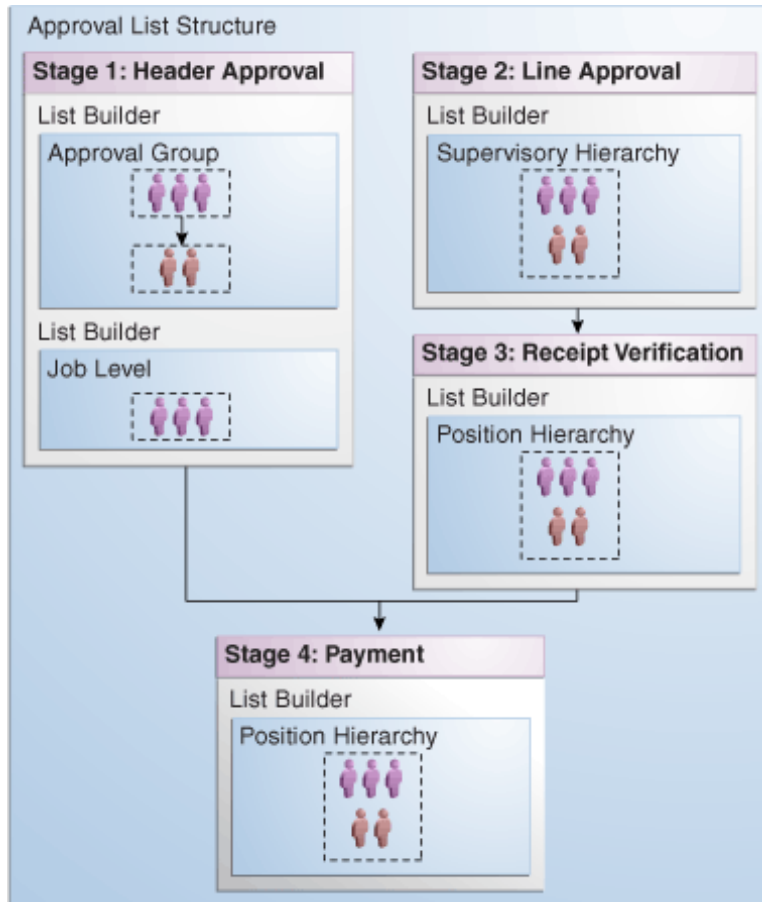 Approval List Structure
Stage 1: Header Approval
List Builder
Approval Group
List Builder
Job Level
Stage 2: Line Approval
List Builder
Supervisory Hierarchy
Stage 3: Receipt Verification
List Builder
Position Hierarchy
Stage 4: Payment
List Builder
Position Hierarchy